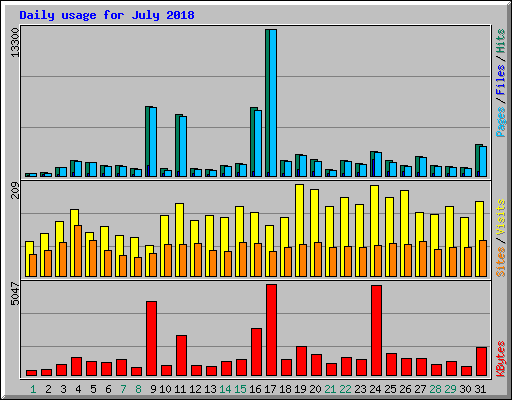 Daily usage for July 2018
13300
Pages / Files / Hits
209
Sites / Visits
5047
KBytes
1 2 3 4 5 6 7 8 9 10 11 12 13 14 15 16 17 18 19 20 21 22 23 24 25 26 27 28 29 30 31